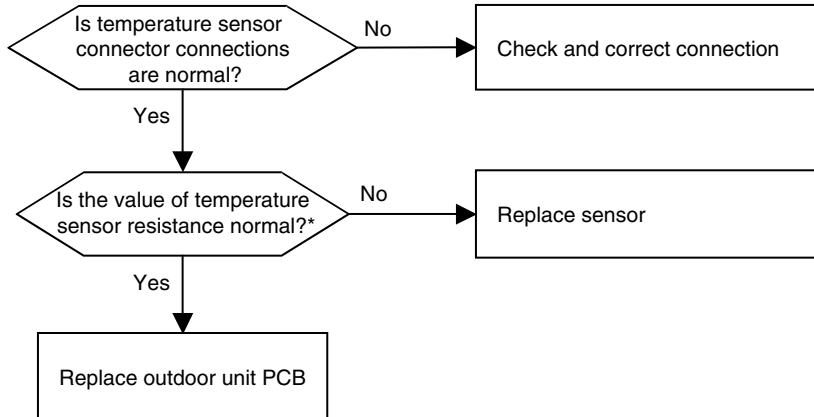 Is temperature sensor
connector connections
are normal?
No
Check and correct connection
Yes
Is the value of temperature
sensor resistance normal?*
No
Replace sensor
Yes
Replace outdoor unit PCB